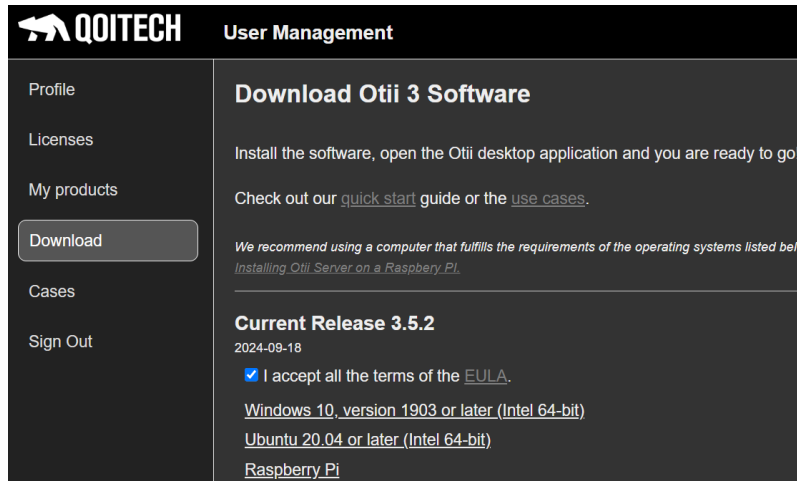 QOITECH
User Management
Profile
Licenses
My products
Download
Cases
Sign Out
Download Otii 3 Software
Install the software, open the Otii desktop application and you are ready to go!
Check out our quick start guide or the use cases.
We recommend using a computer that fulfills the requirements of the operating systems listed bel
Installing Otii Server on a Raspbery PI.
Current Release 3.5.2
2024-09-18
I accept all the terms of the EULA.
Windows 10, version 1903 or later (Intel 64-bit)
Ubuntu 20.04 or later (Intel 64-bit)
Raspberry Pi